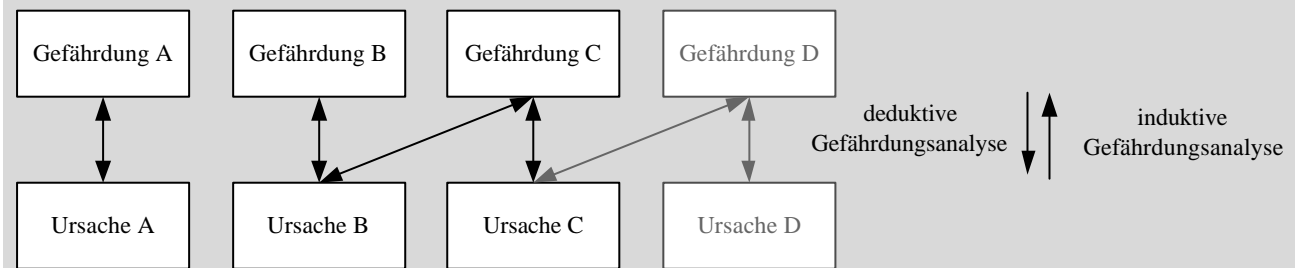 Gefährdung A
Gefährdung B
Gefährdung C
Gefährdung D
deduktive
Gefährdungsanalyse
induktive
Gefährdungsanalyse
Ursache A
Ursache B
Ursache C
Ursache D